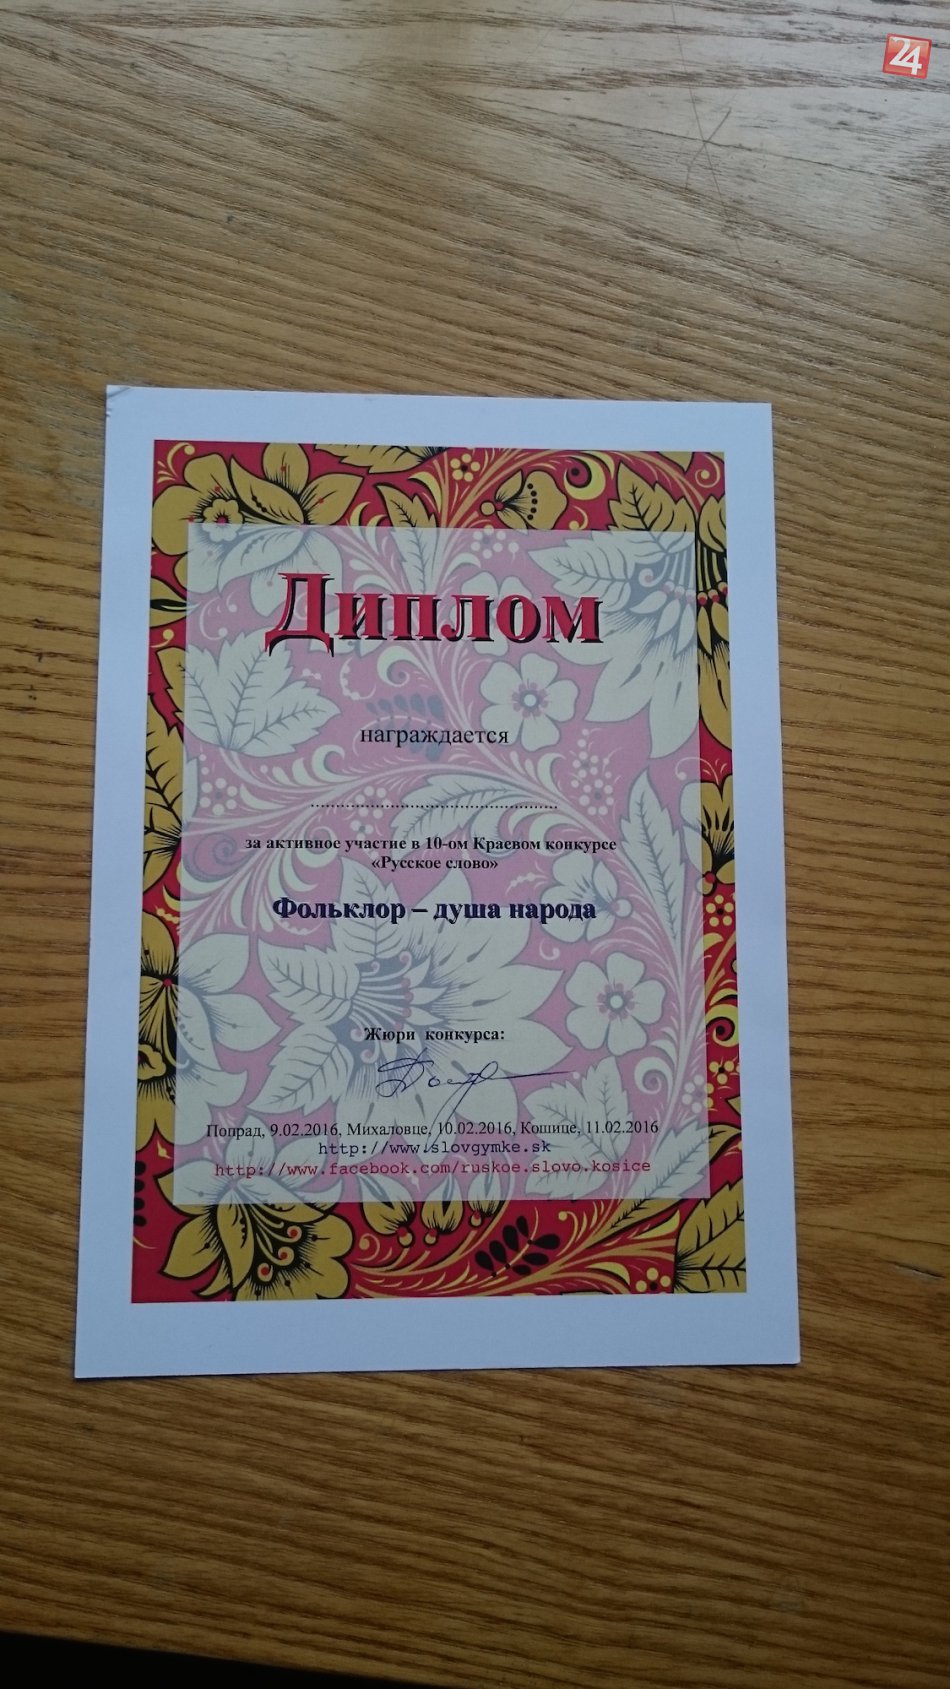 24
Диплом
награждается
..................................................
за активное участие в 10-ом Краевом конкурсе
«Русское слово»
Фольклор – душа народа
Жюри конкурса:
Попрад, 9.02.2016, Михаловце, 10.02.2016, Кошице, 11.02.2016
http://www.slovgymke.sk
http://www.facebook.com/ruskoe.slovo.kosice